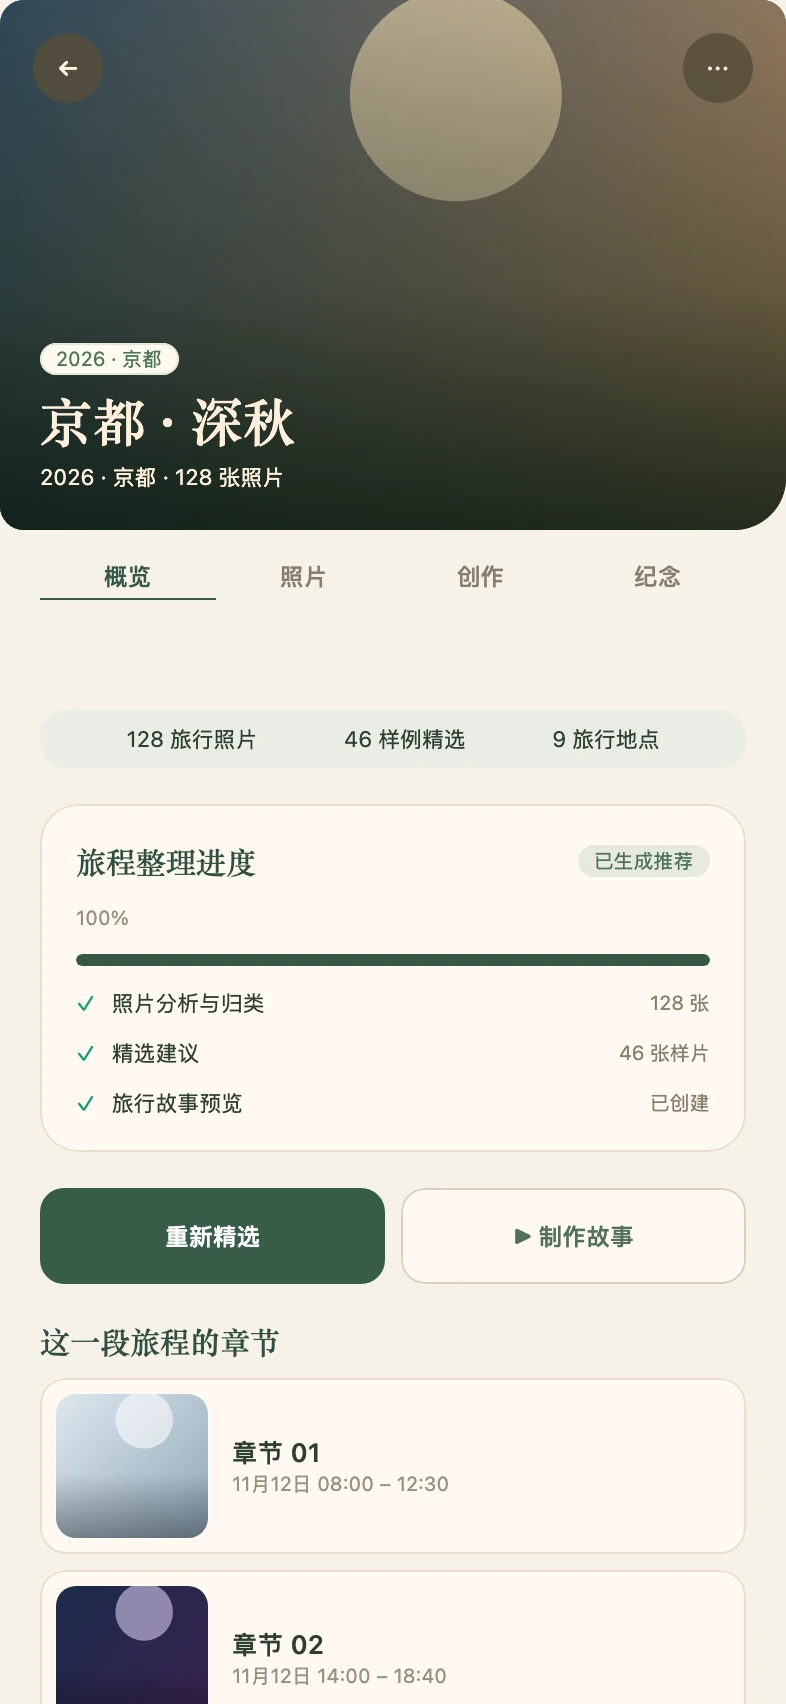 2026 · 京都
京都 · 深秋
2026 · 京都 · 128 张照片
概览 照片 创作 纪念
128 旅行照片 46 样例精选 9 旅行地点
旅程整理进度 已生成推荐
100%
照片分析与归类 128 张
精选建议 46 张样片
旅行故事预览 已创建
重新精选 制作故事
这一段旅程的章节
章节 01
11月12日 08:00 – 12:30
章节 02
11月12日 14:00 – 18:40